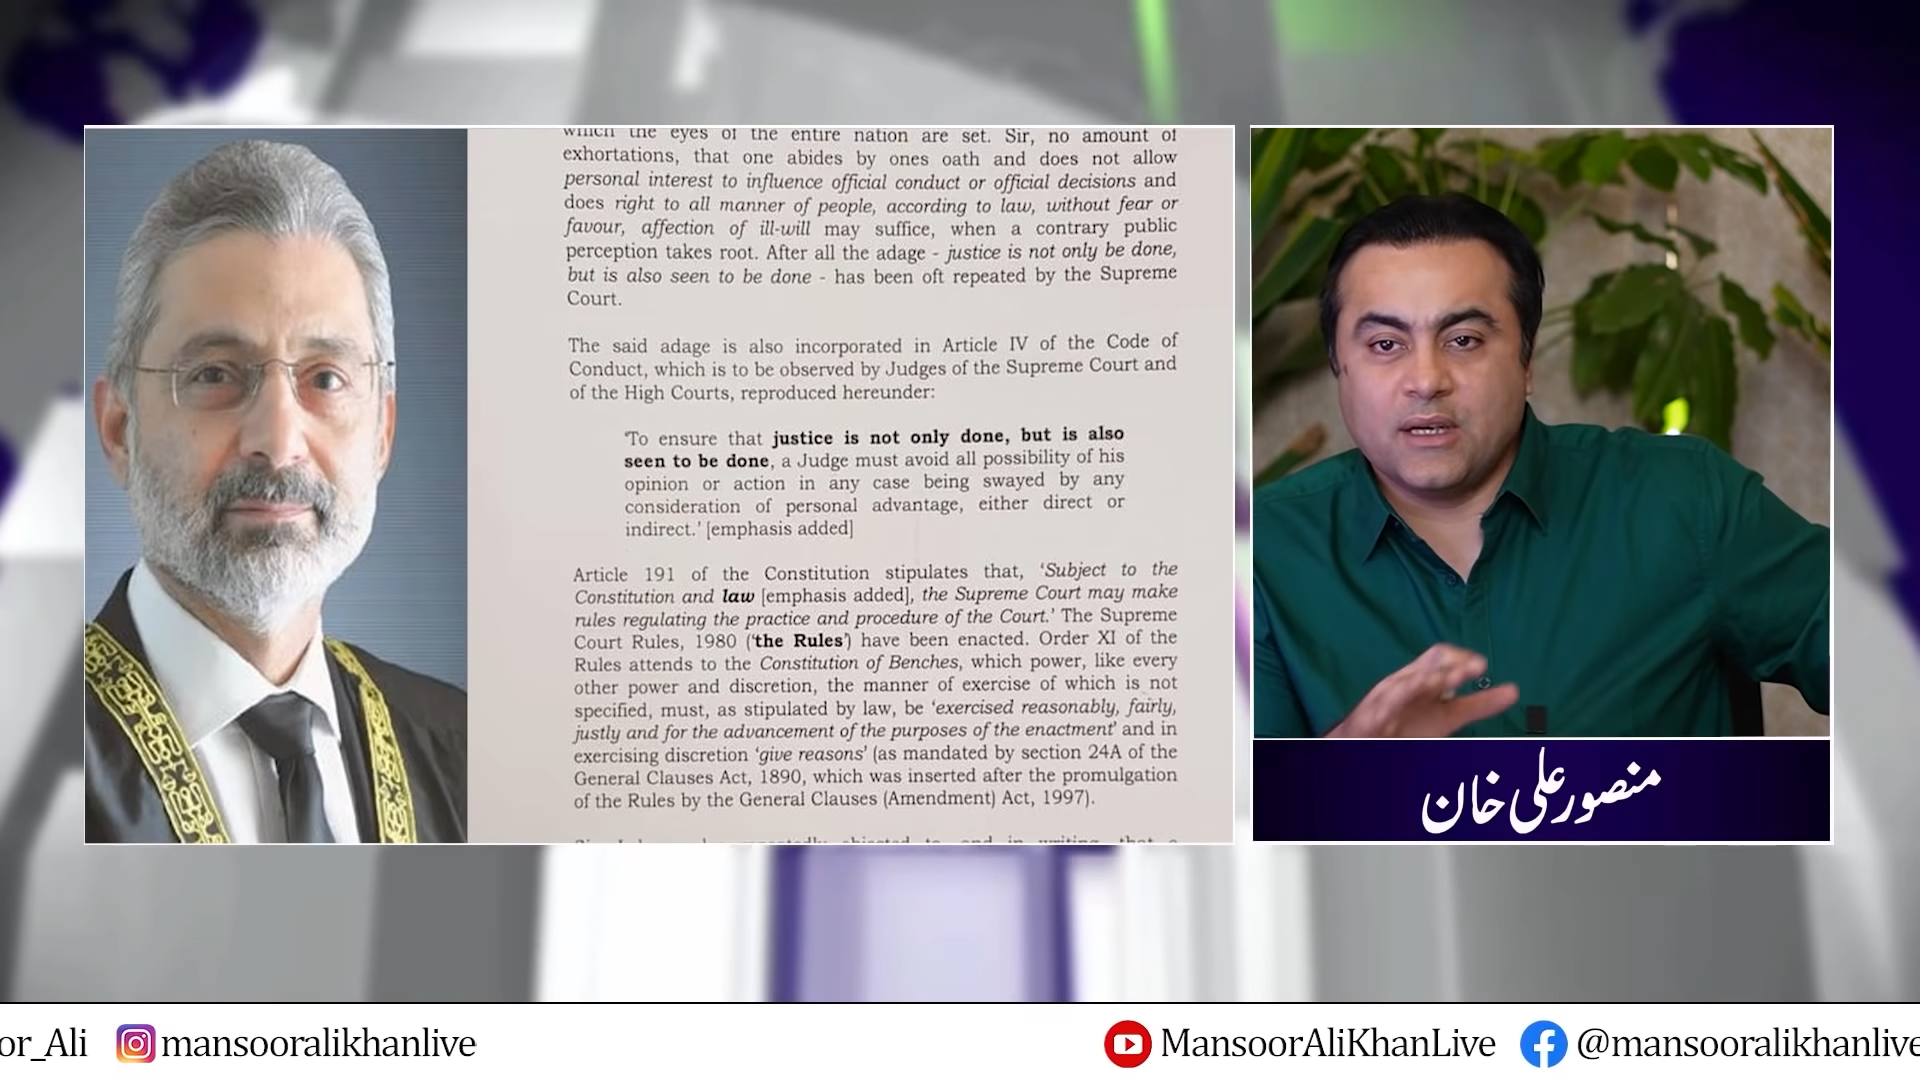 which the eyes of the entire nation are set. Sir, no amount of
exhortations, that one abides by ones oath and does not allow
personal interest to influence official conduct or official decisions and
does right to all manner of people, according to law, without fear or
favour, affection of ill-will may suffice, when a contrary public
perception takes root. After all the adage - justice is not only be done,
but is also seen to be done - has been oft repeated by the Supreme
Court.
The said adage is also incorporated in Article IV of the Code of
Conduct, which is to be observed by Judges of the Supreme Court and
of the High Courts, reproduced hereunder:
'To ensure that justice is not only done, but is also
seen to be done, a Judge must avoid all possibility of his
opinion or action in any case being swayed by any
consideration of personal advantage, either direct or
indirect.' [emphasis added]
Article 191 of the Constitution stipulates that, 'Subject to the
Constitution and law [emphasis added], the Supreme Court may make
rules regulating the practice and procedure of the Court.' The Supreme
Court Rules, 1980 ('the Rules') have been enacted. Order XI of the
Rules attends to the Constitution of Benches, which power, like every
other power and discretion, the manner of exercise of which is not
specified, must, as stipulated by law, be 'exercised reasonably, fairly,
justly and for the advancement of the purposes of the enactment' and in
exercising discretion 'give reasons' (as mandated by section 24A of the
General Clauses Act, 1890, which was inserted after the promulgation
of the Rules by the General Clauses (Amendment) Act, 1997).
منصور علی خان
or_Ali mansooralikhanlive MansoorAliKhanLive @mansooralikhanlive